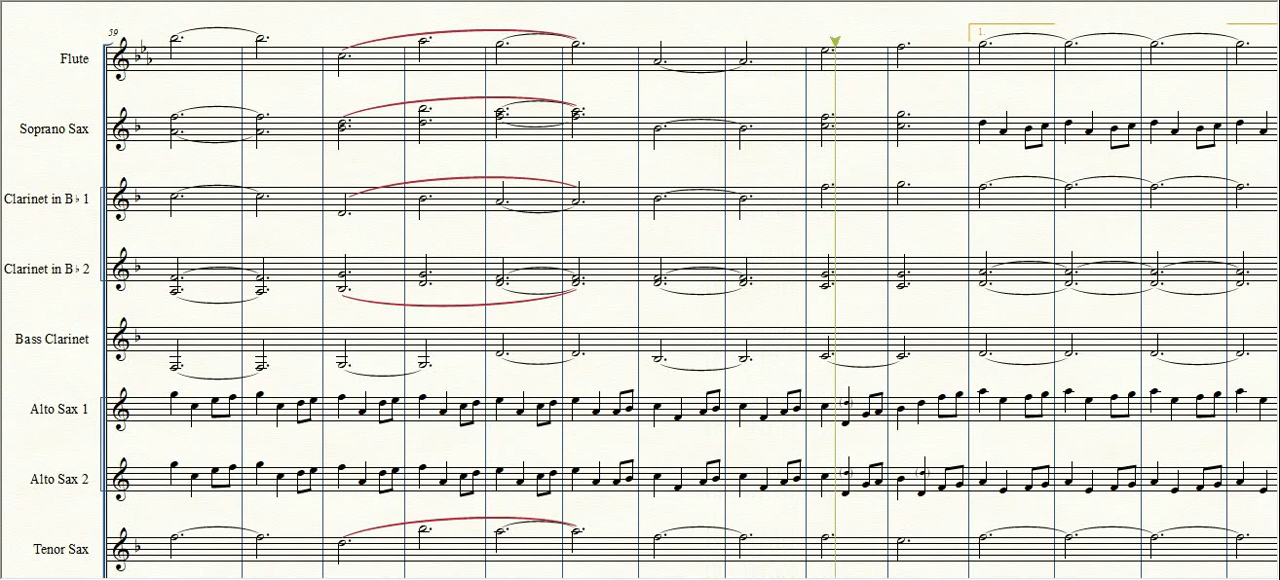 59
1.
Flute
Soprano Sax
Clarinet in B♭ 1
Clarinet in B♭ 2
Bass Clarinet
Alto Sax 1
Alto Sax 2
Tenor Sax